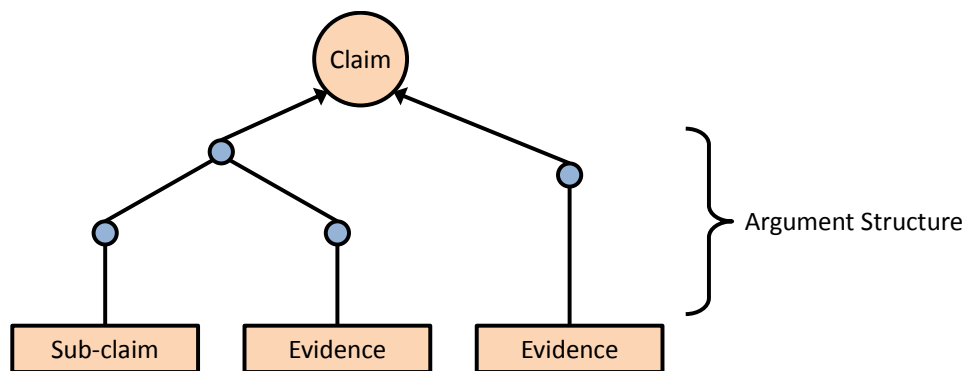 Claim
Argument Structure
Sub-claim
Evidence
Evidence